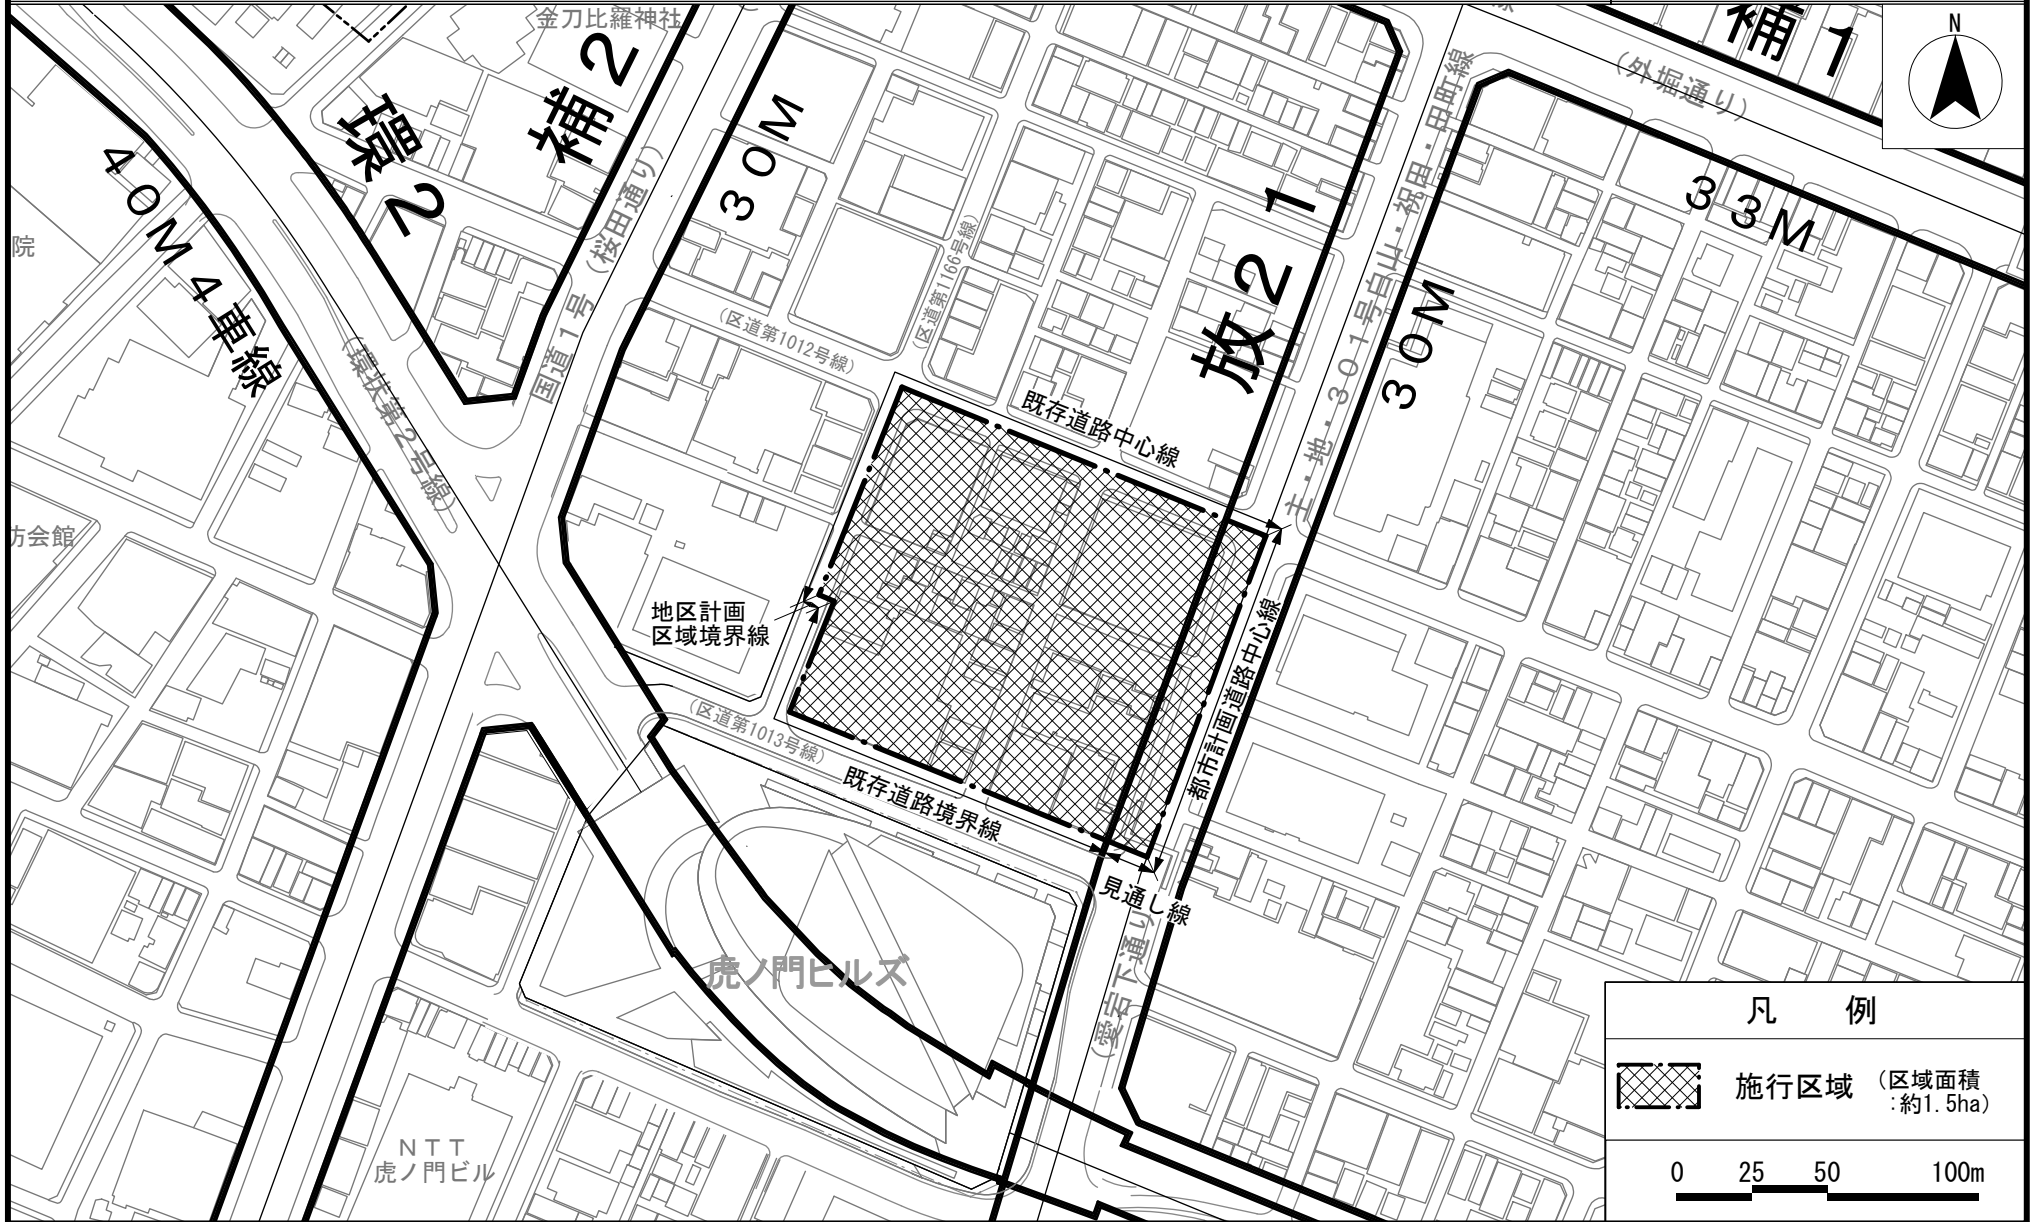 金刀比羅神社
補2
環2
40M4車線
(環状第2号線)
国道1号 (桜田通り)
30M
補1
(外堀通り)
33M
N
放21
主・地・301号白山・祝田・田町線
30M
院
(区道第1166号線)
(区道第1012号線)
既存道路中心線
防会館
地区計画
区域境界線
都市計画道路中心線
(区道第1013号線)
既存道路境界線
見通し線
(愛宕下通り)
虎ノ門ヒルズ
NTT
虎ノ門ビル
凡 例
施行区域 (区域面積
:約1.5ha)
0 25 50 100m